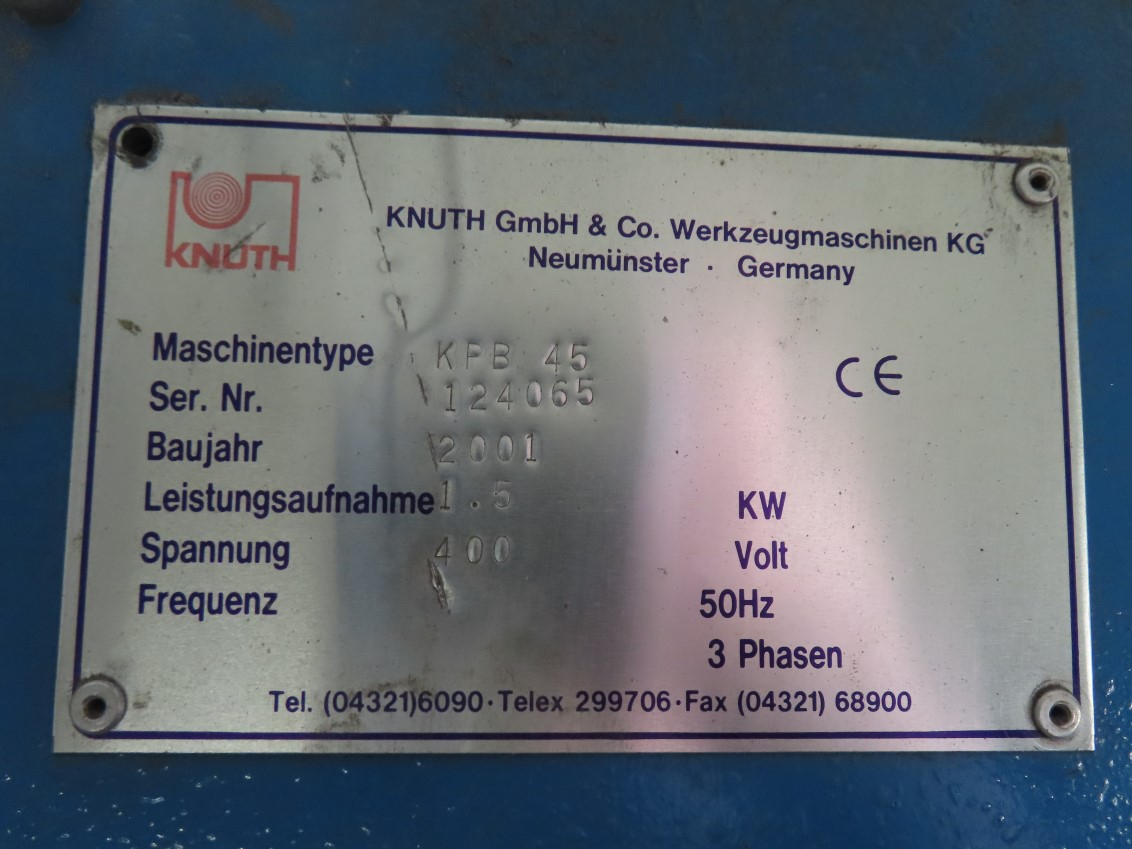 KNUTH
KNUTH GmbH & Co. Werkzeugmaschinen KG
Neumünster · Germany
Maschinentype KPB 45
CE
Ser. Nr. 124065
Baujahr 2001
Leistungsaufnahme 1.5 KW
Spannung 400 Volt
Frequenz 50Hz
3 Phasen
Tel. (04321)6090·Telex 299706·Fax (04321) 68900